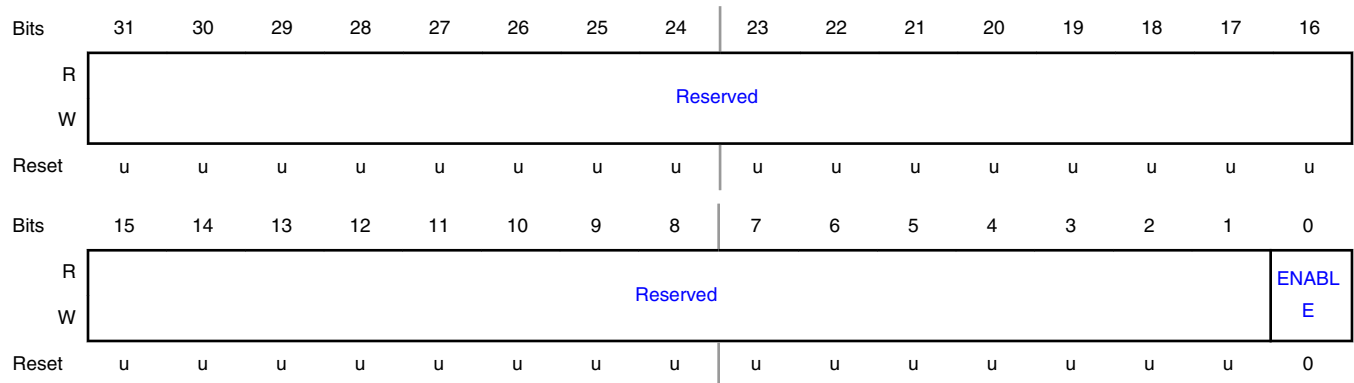 Bits 31 30 29 28 27 26 25 24 23 22 21 20 19 18 17 16
R
Reserved
W
Reset u u u u u u u u u u u u u u u u
Bits 15 14 13 12 11 10 9 8 7 6 5 4 3 2 1 0
R
Reserved
ENABL
E
W
Reset u u u u u u u u u u u u u u u 0